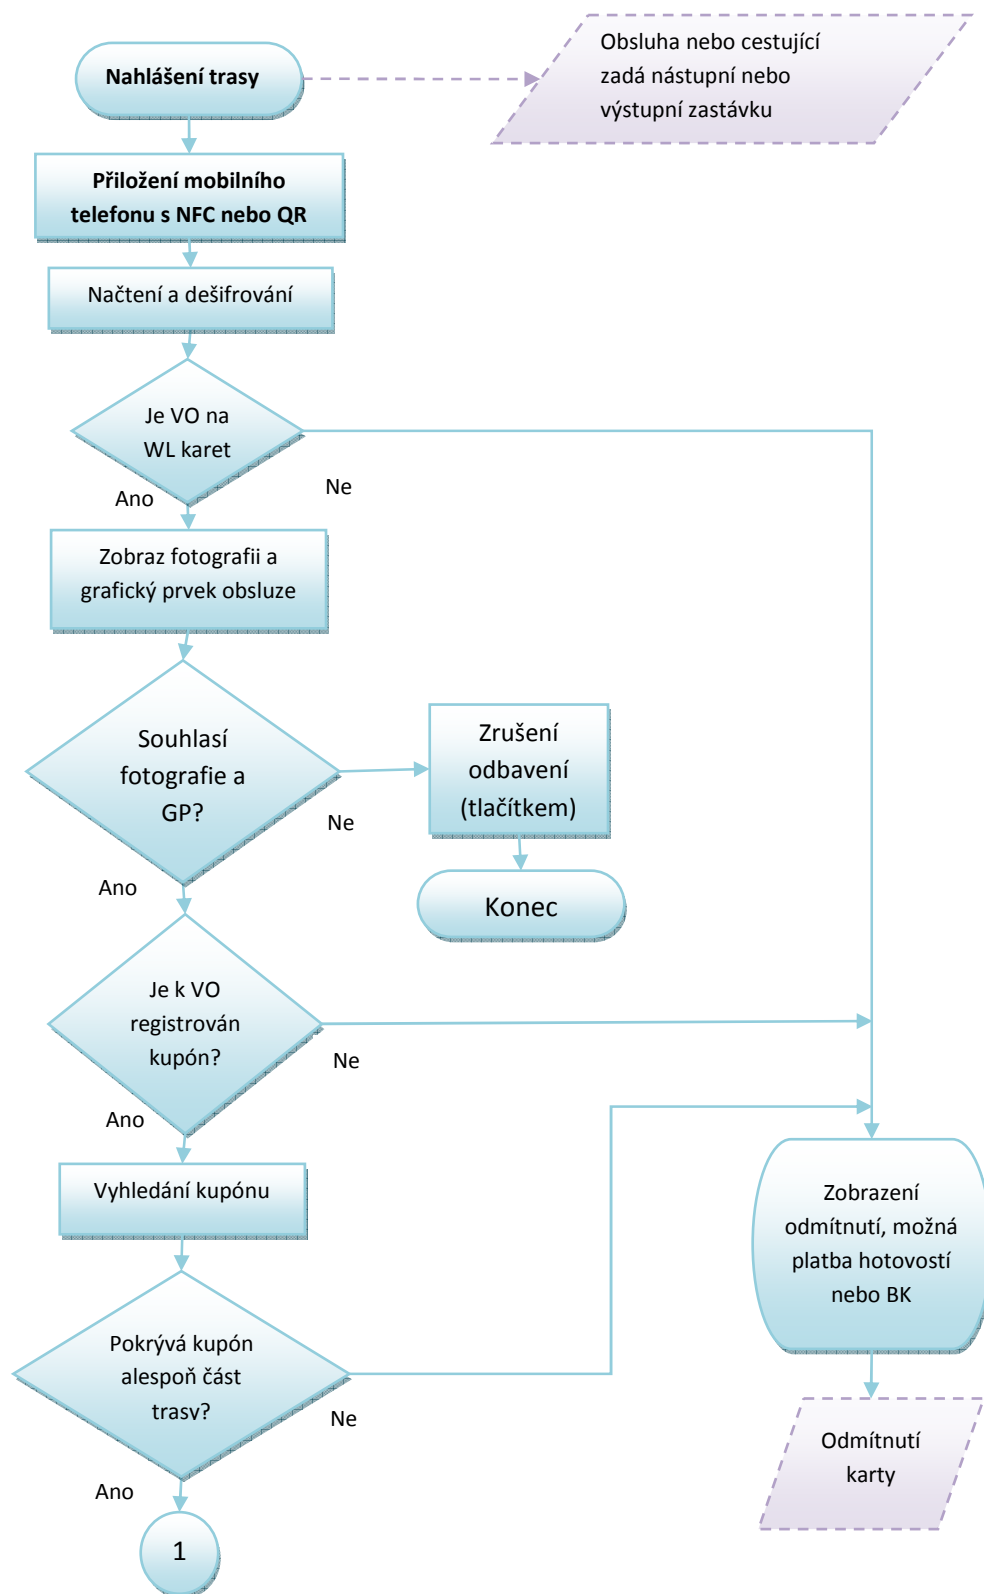 Nahlášení trasy
Obsluha nebo cestující
zadá nástupní nebo
výstupní zastávku
Přiložení mobilního
telefonu s NFC nebo QR
Načtení a dešifrování
Je VO na
WL karet
Ano
Ne
Zobraz fotografii a
grafický prvek obsluze
Souhlasí
fotografie a
GP?
Ne
Ano
Zrušení
odbavení
(tlačítkem)
Konec
Je k VO
registrován
kupón?
Ne
Ano
Vyhledání kupónu
Pokrývá kupón
alespoň část
trasy?
Ne
Ano
1
Zobrazení
odmítnutí, možná
platba hotovostí
nebo BK
Odmítnutí
karty